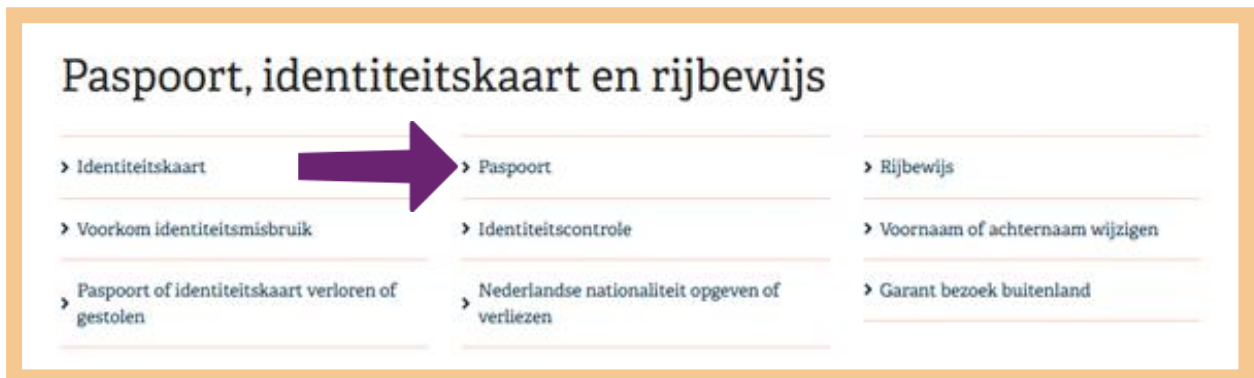 Paspoort, identiteitskaart en rijbewijs
Identiteitskaart
Paspoort
Rijbewijs
Voorkom identiteitsmisbruik
Identiteitscontrole
Voornaam of achternaam wijzigen
Paspoort of identiteitskaart verloren of
gestolen
Nederlandse nationaliteit opgeven of
verliezen
Garant bezoek buitenland